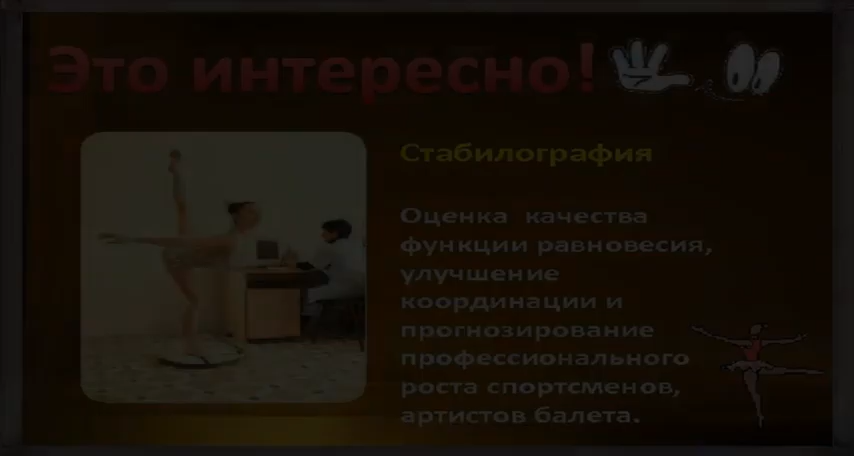 Это интересно!
Стабилография
Оценка качества
функции равновесия,
улучшение
координации и
прогнозирование
профессионального
роста спортсменов,
артистов балета.